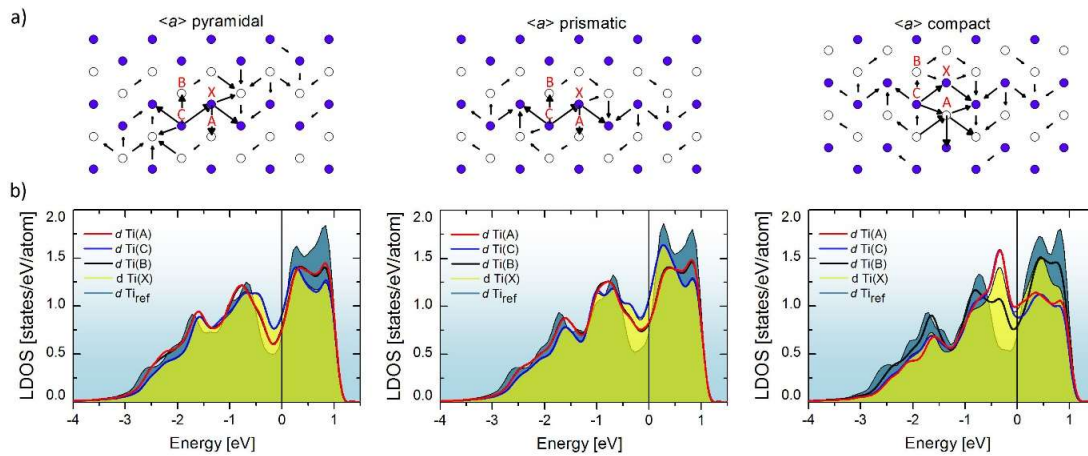 a)
<a> pyramidal
<a> prismatic
<a> compact
B
X
C
A
B
X
C
A
B
X
C
A
b)
LDOS [states/eV/atom]
2.0
1.5
1.0
0.5
0.0
d Ti(A)
d Ti(C)
d Ti(B)
d Ti(X)
d Tiref
-4 -3 -2 -1 0 1
Energy [eV]
LDOS [states/eV/atom]
2.0
1.5
1.0
0.5
0.0
d Ti(A)
d Ti(C)
d Ti(B)
d Ti(X)
d Tiref
-4 -3 -2 -1 0 1
Energy [eV]
LDOS [states/eV/atom]
2.0
1.5
1.0
0.5
0.0
d Ti(A)
d Ti(C)
d Ti(B)
d Ti(X)
d Tiref
-4 -3 -2 -1 0 1
Energy [eV]